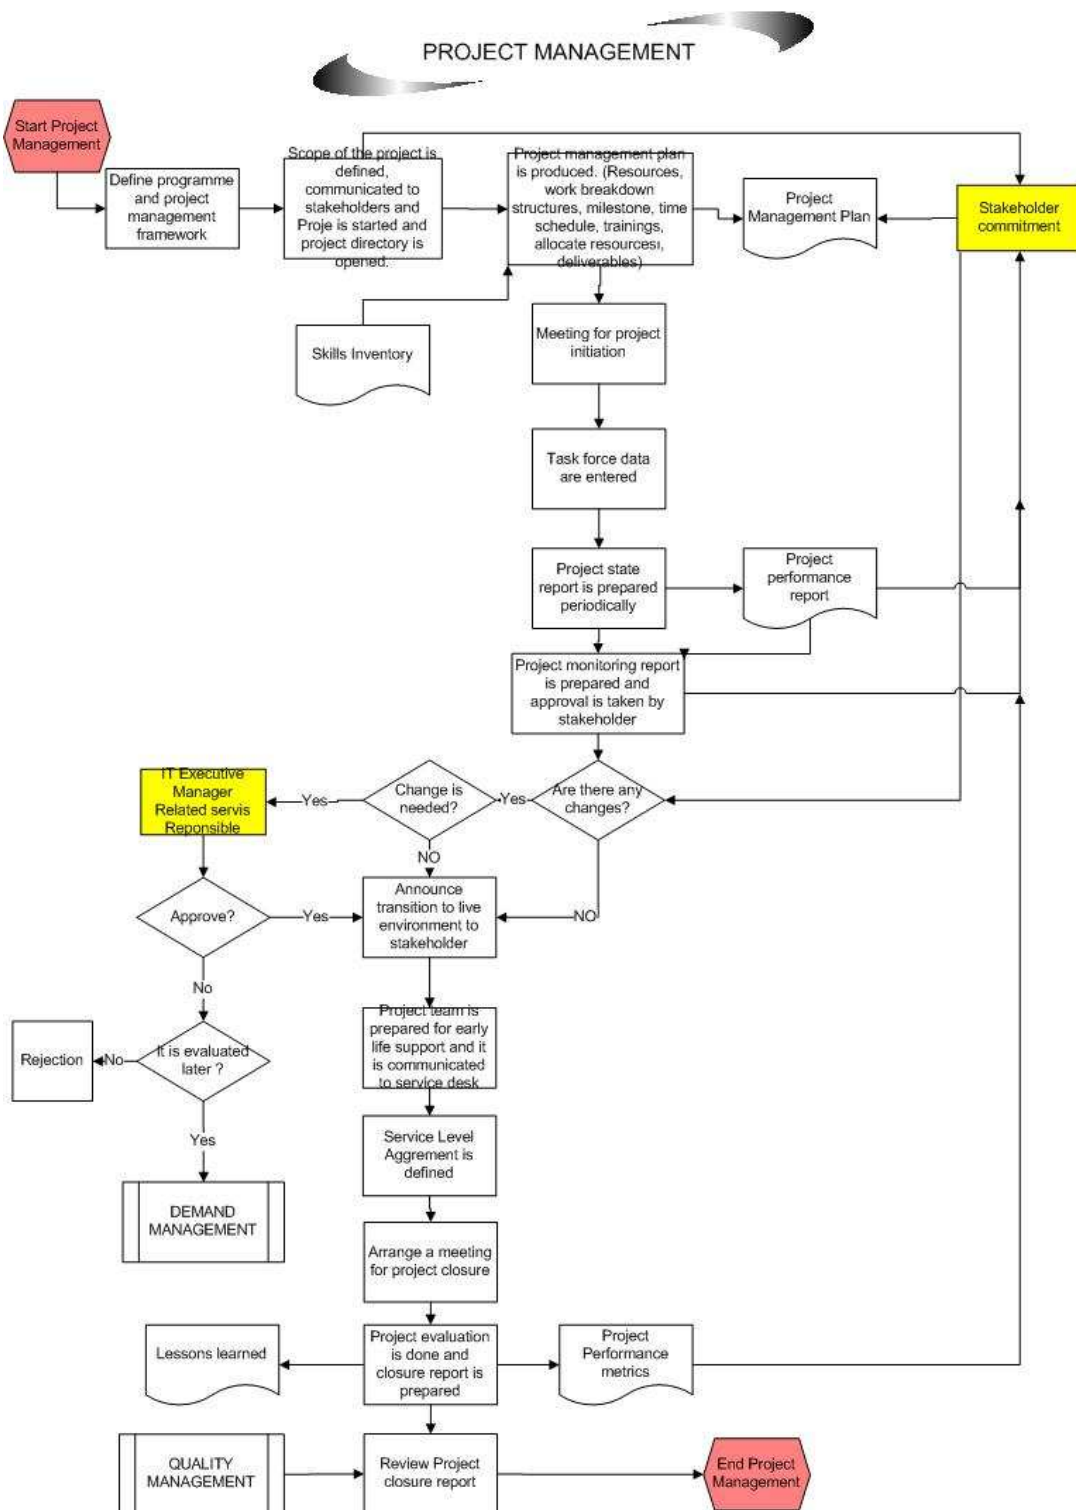 PROJECT MANAGEMENT
Start Project
Management
Define programme
and project
management
framework
Scope of the project is
defined,
communicated to
stakeholders and
Proje is started and
project directory is
opened.
Project management plan
is produced. (Resources,
work breakdown
structures, milestone, time
schedule, trainings,
allocate resourcesı,
deliverables)
Project
Management Plan
Stakeholder
commitment
Skills Inventory
Meeting for project
initiation
Task force data
are entered
Project state
report is prepared
periodically
Project
performance
report
Project monitoring report
is prepared and
approval is taken by
stakeholder
IT Executive
Manager
Related servis
Reponsible
Yes
Change is
needed?
Yes
Are there any
changes?
NO
Approve?
Yes
Announce
transition to live
environment to
stakeholder
NO
No
Project team is
prepared for early
life support and it
is communicated
to service desk
Rejection
No
It is evaluated
later ?
Yes
Service Level
Aggrement is
defined
DEMAND
MANAGEMENT
Arrange a meeting
for project closure
Lessons learned
Project evaluation
is done and
closure report is
prepared
Project
Performance
metrics
QUALITY
MANAGEMENT
Review Project
closure report
End Project
Management